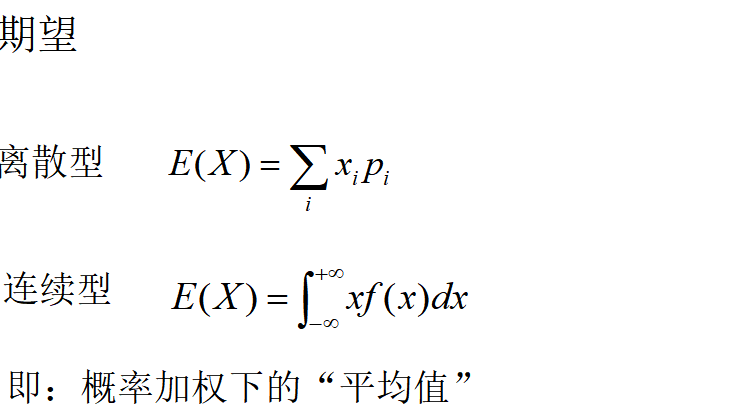 期望
离散型 E(X) = ∑_i x_i p_i
连续型 E(X) = ∫_{-∞}^{+∞} xf(x)dx
即：概率加权下的“平均值”